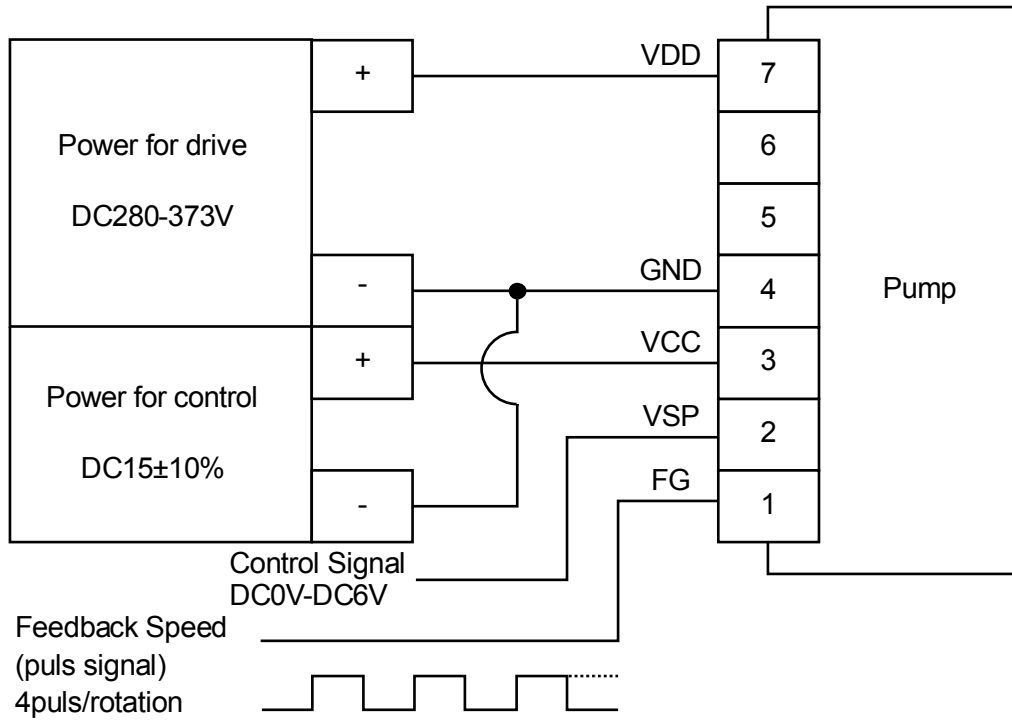 VDD
+
7
Power for drive
6
DC280-373V
5
GND
-
4
Pump
VCC
+
3
Power for control
VSP
2
DC15±10%
FG
-
1
Control Signal
DC0V-DC6V
Feedback Speed
(puls signal)
4puls/rotation